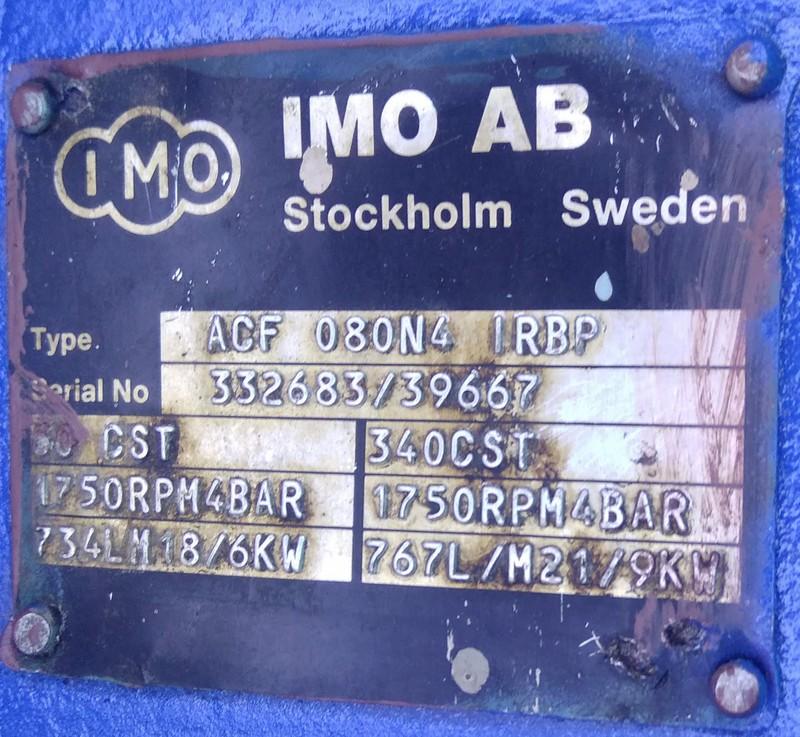 IMO
IMO AB
Stockholm Sweden
Type. ACF 080N4 IRBP
Serial No 332683/39667
CST 340CST
1750RPM4BAR 1750RPM4BAR
734LM18/6KW 767L/M21/9KW